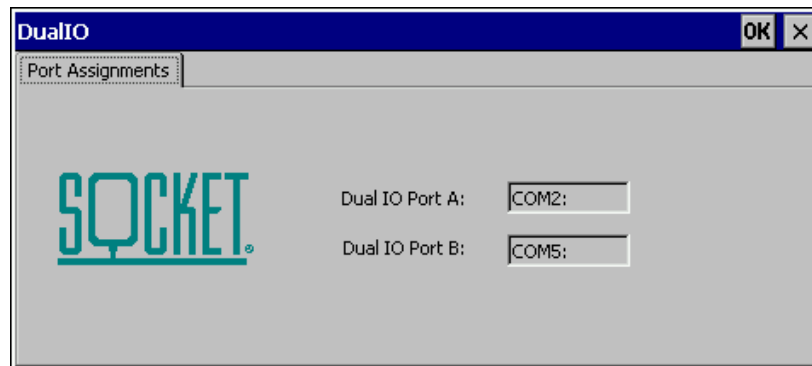 DualIO OK ×
Port Assignments
SOCKET®
Dual IO Port A: COM2:
Dual IO Port B: COM5: